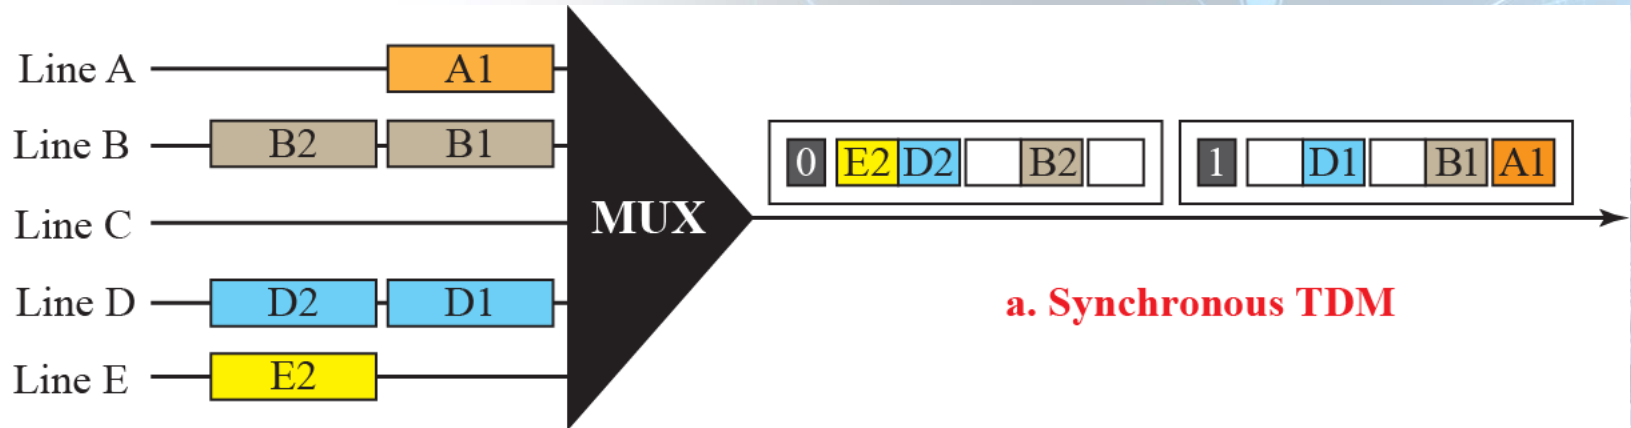 Line A A1
Line B B2 B1
0 E2 D2 B2 1 D1 B1 A1
Line C
MUX
Line D D2 D1
a. Synchronous TDM
Line E E2